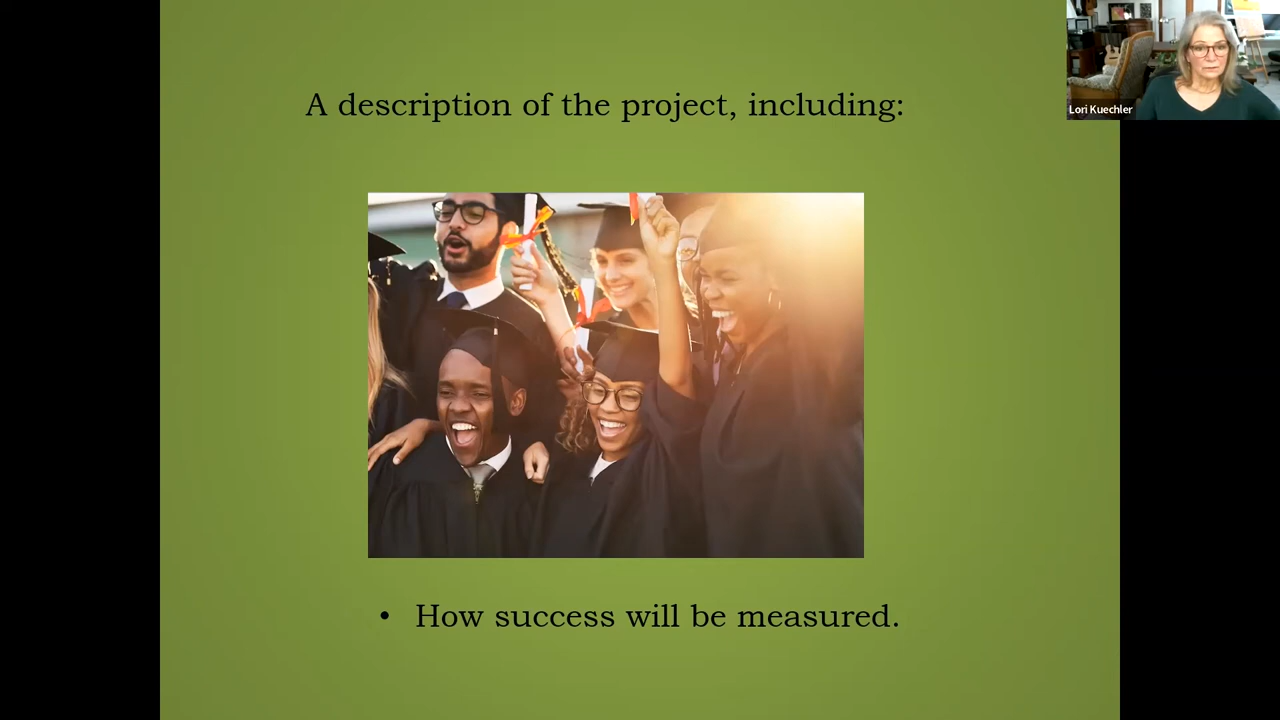 A description of the project, including:
Lori Kuechler
• How success will be measured.